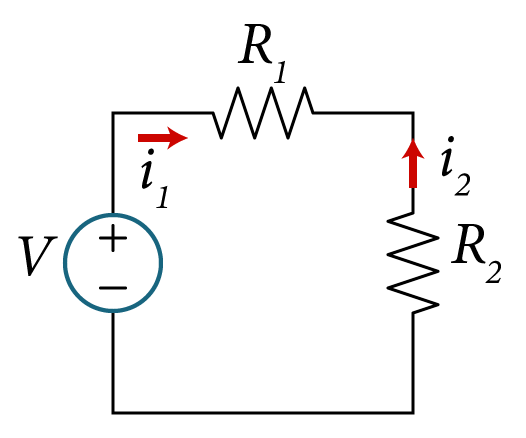 R₁
i₁
i₂
V
+
−
R₂